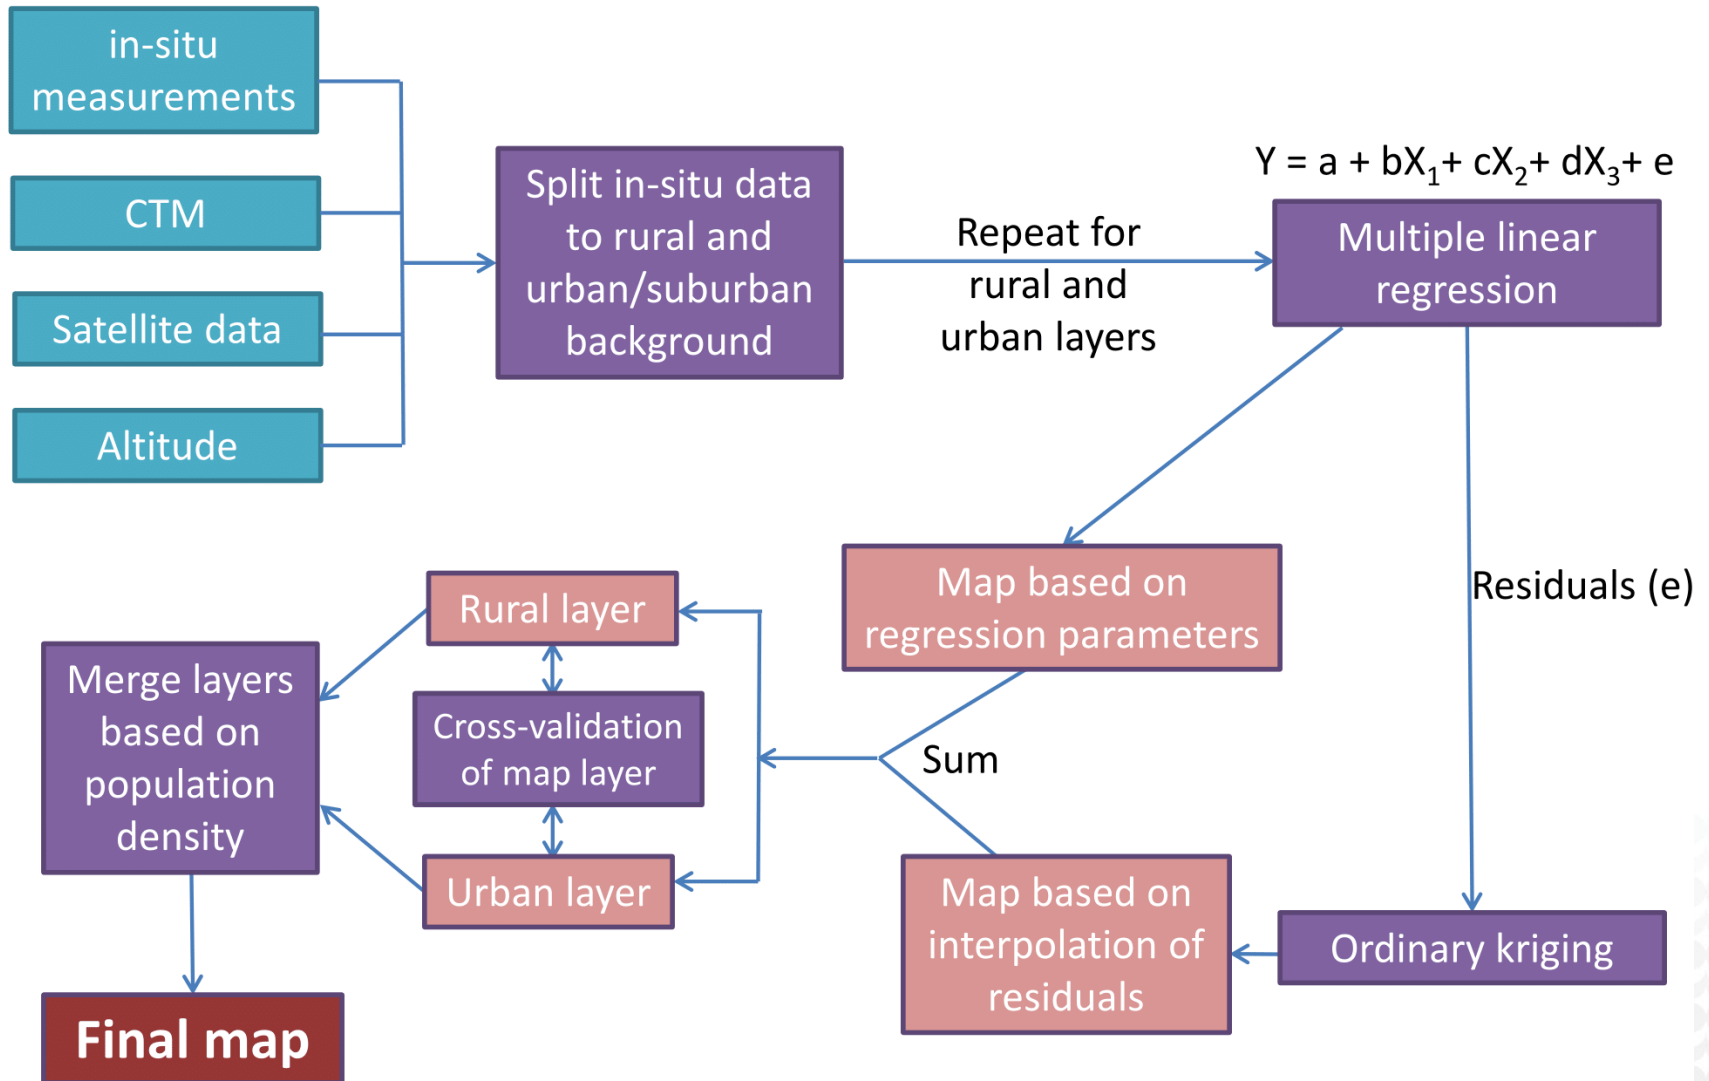 in-situ
measurements
CTM
Satellite data
Altitude
Split in-situ data
to rural and
urban/suburban
background
Repeat for
rural and
urban layers
Y = a + bX₁+ cX₂+ dX₃+ e
Multiple linear
regression
Map based on
regression parameters
Residuals (e)
Ordinary kriging
Map based on
interpolation of
residuals
Sum
Rural layer
Cross-validation
of map layer
Urban layer
Merge layers
based on
population
density
Final map